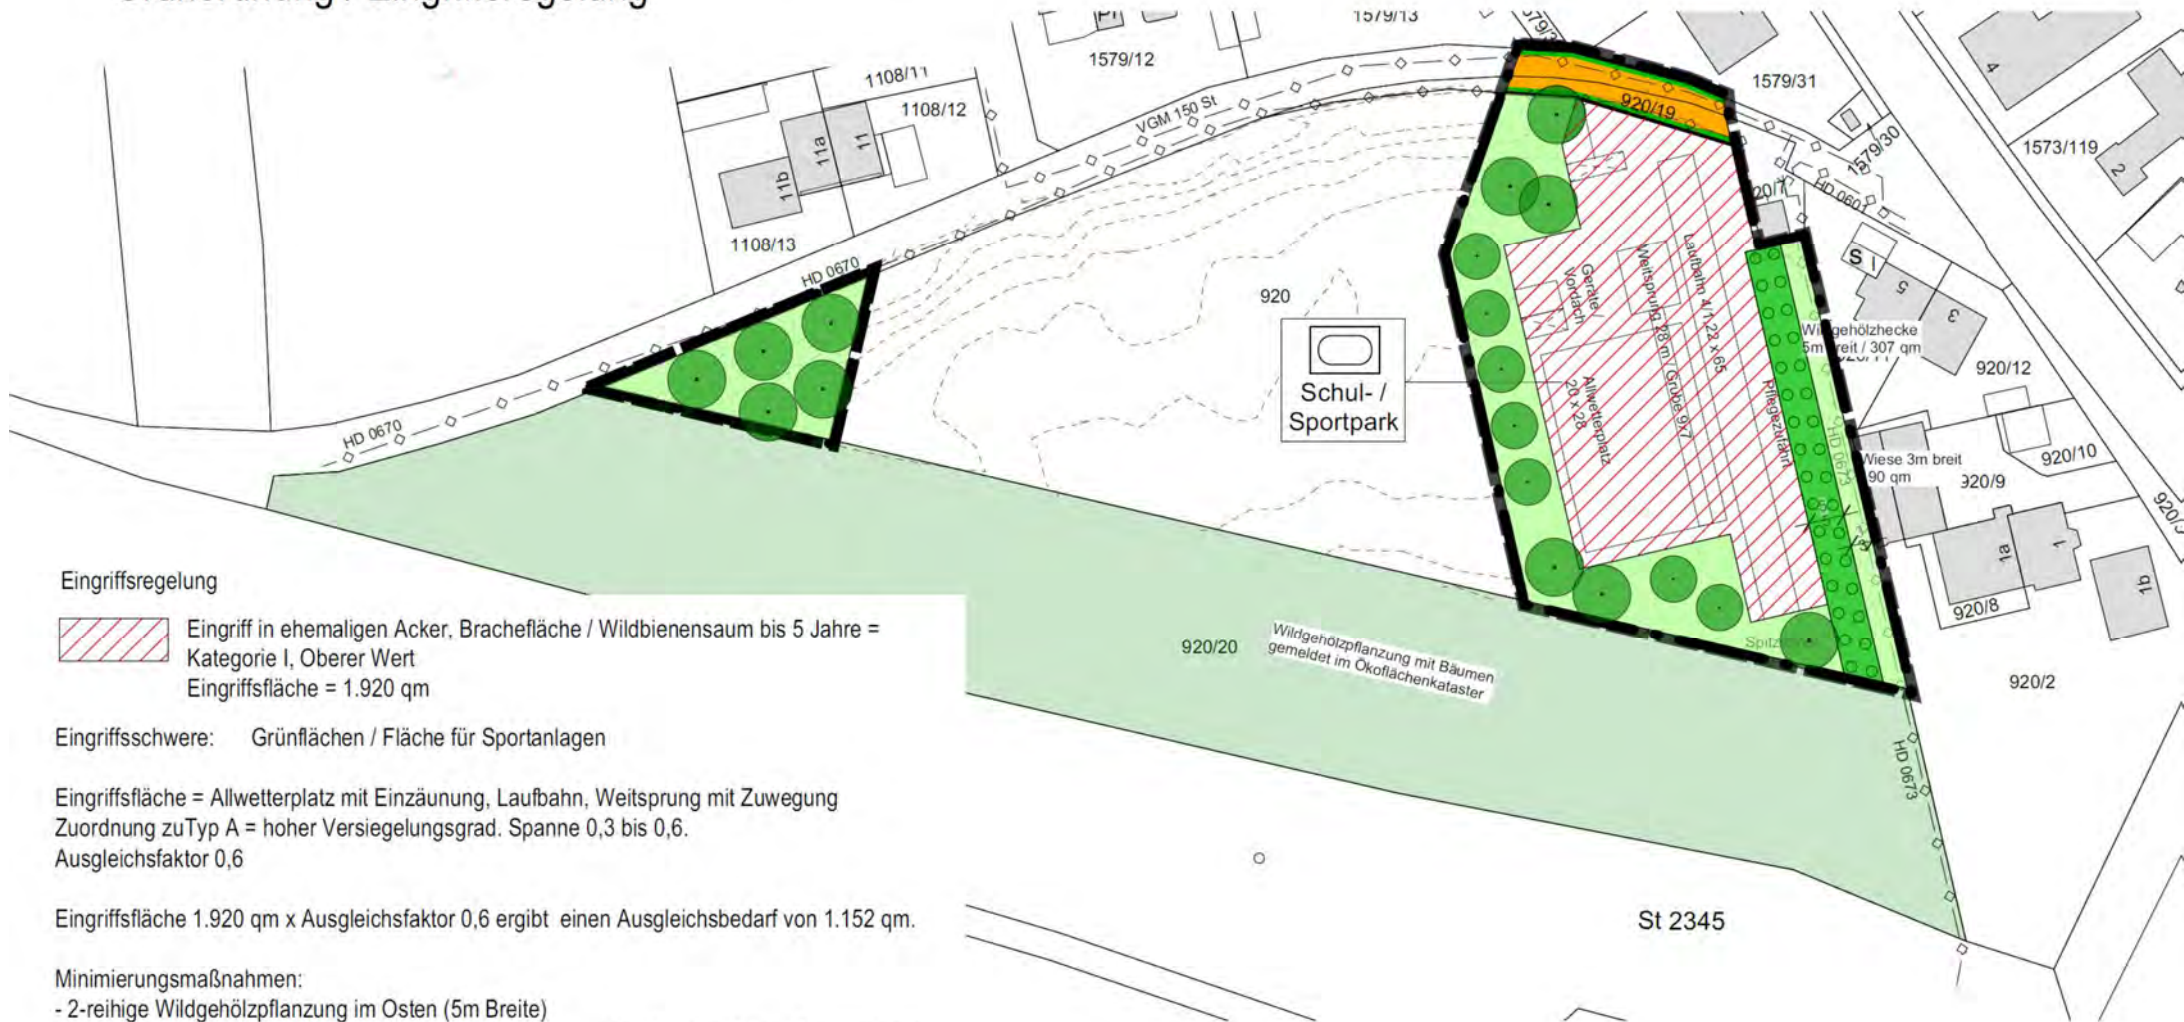 1108/11
1108/12
1108/13
11a
11
11b
1579/12
1579/13
VGM 150 St
HD 0670
HD 0670
920
Schul- /
Sportpark
920/19
1579/31
1579/30
1573/119
4
2
HD 0601
S
5
3
Geräte/
Vordach
Weitsprung 28 m / Grube 9x7
Laufbahn 4/1,22 x 65
Allwetterplatz
20 x 28
Pflegezufahrt
Wildgehölzhecke
5m breit / 307 qm
920/12
Wiese 3m breit
HD 0673
920/10
920/9
1a
1
1b
920/8
920/2
920/20
Wildgehölzpflanzung mit Bäumen
gemeldet im Ökoflächenkataster
HD 0673
St 2345
Eingriffsregelung
Eingriff in ehemaligen Acker, Brachefläche / Wildbienensaum bis 5 Jahre =
Kategorie I, Oberer Wert
Eingriffsfläche = 1.920 qm
Eingriffsschwere: Grünflächen / Fläche für Sportanlagen
Eingriffsfläche = Allwetterplatz mit Einzäunung, Laufbahn, Weitsprung mit Zuwegung
Zuordnung zuTyp A = hoher Versiegelungsgrad. Spanne 0,3 bis 0,6.
Ausgleichsfaktor 0,6
Eingriffsfläche 1.920 qm x Ausgleichsfaktor 0,6 ergibt einen Ausgleichsbedarf von 1.152 qm.
Minimierungsmaßnahmen:
- 2-reihige Wildgehölzpflanzung im Osten (5m Breite)